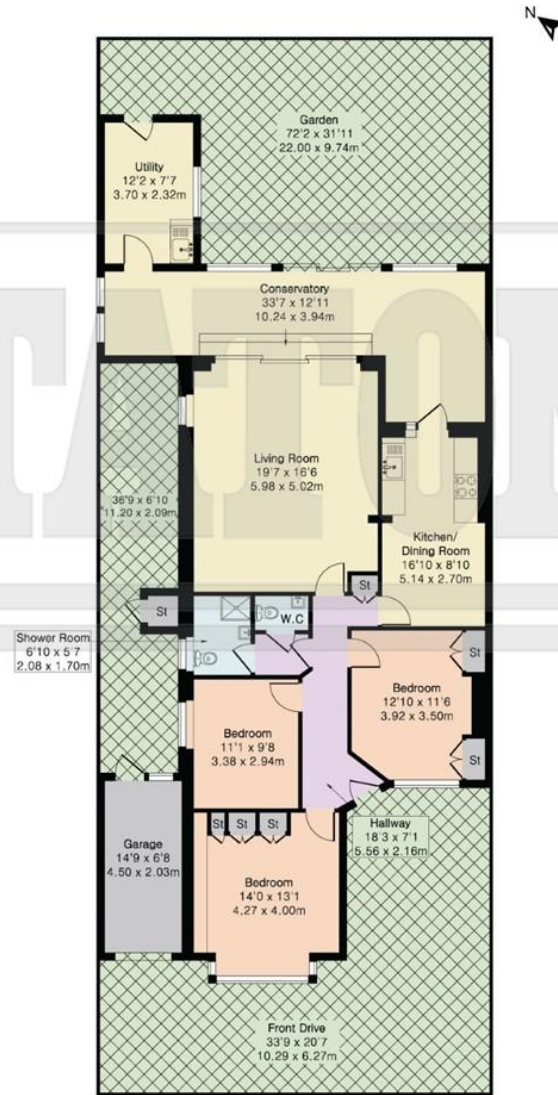 N
Garden
72'2 x 31'11
22.00 x 9.74m
Utility
12'2 x 7'7
3.70 x 2.32m
Conservatory
33'7 x 12'11
10.24 x 3.94m
Living Room
19'7 x 16'6
5.98 x 5.02m
36'9 x 6'10
11.20 x 2.09m
Kitchen/
Dining Room
16'10 x 8'10
5.14 x 2.70m
St
St
W.C
Shower Room
6'10 x 5'7
2.08 x 1.70m
St
Bedroom
12'10 x 11'6
3.92 x 3.50m
St
Bedroom
11'1 x 9'8
3.38 x 2.94m
Hallway
18'3 x 7'1
5.56 x 2.16m
St
St
St
Garage
14'9 x 6'8
4.50 x 2.03m
Bedroom
14'0 x 13'1
4.27 x 4.00m
Front Drive
33'9 x 20'7
10.29 x 6.27m